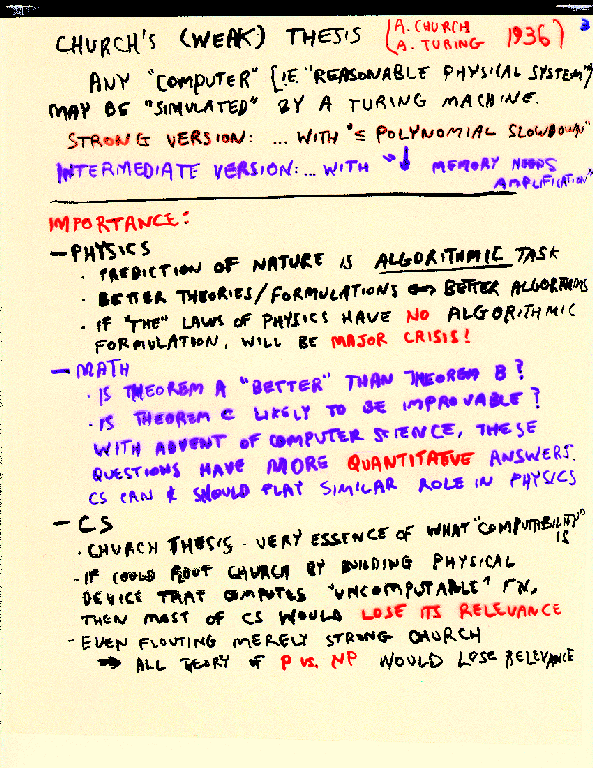 3
CHURCH'S (WEAK) THESIS (A. CHURCH A. TURING 1936)
ANY "COMPUTER" [I.E. "REASONABLE PHYSICAL SYSTEM"]
MAY BE "SIMULATED" BY A TURING MACHINE.
STRONG VERSION: ... WITH "≤ POLYNOMIAL SLOWDOWN"
INTERMEDIATE VERSION: ... WITH "↓ MEMORY NEEDS
AMPLIFICATION"
IMPORTANCE:
— PHYSICS
· PREDICTION OF NATURE IS ALGORITHMIC TASK
· BETTER THEORIES/FORMULATIONS ⇔ BETTER ALGORITHMS
· IF "THE" LAWS OF PHYSICS HAVE NO ALGORITHMIC
FORMULATION, WILL BE MAJOR CRISIS!
— MATH
· IS THEOREM A "BETTER" THAN THEOREM B?
· IS THEOREM C LIKELY TO BE IMPROVABLE?
WITH ADVENT OF COMPUTER SCIENCE, THESE
QUESTIONS HAVE MORE QUANTITATIVE ANSWERS.
CS CAN & SHOULD PLAY SIMILAR ROLE IN PHYSICS
— CS
· CHURCH THESIS - VERY ESSENCE OF WHAT "COMPUTABILITY"
IS
- IF COULD FLOUT CHURCH BY BUILDING PHYSICAL
DEVICE THAT COMPUTES "UNCOMPUTABLE" FN,
THEN MOST OF CS WOULD LOSE ITS RELEVANCE
- EVEN FLOUTING MERELY STRONG CHURCH
⇒ ALL THEORY OF P VS. NP WOULD LOSE RELEVANCE